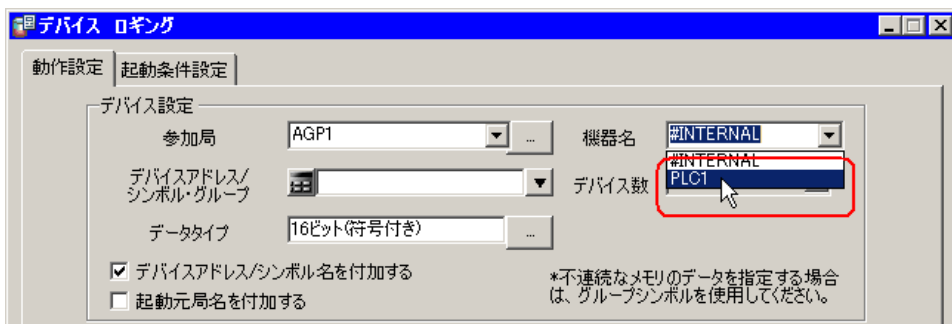 デバイス ロギング
動作設定 起動条件設定
デバイス設定
参加局 AGP1 ... 機器名 #INTERNAL
#INTERNAL
PLC1
デバイスアドレス/
シンボル・グループ
デバイス数
データタイプ 16ビット(符号付き) ...
デバイスアドレス/シンボル名を付加する
起動元局名を付加する
*不連続なメモリのデータを指定する場合
は、グループシンボルを使用してください。